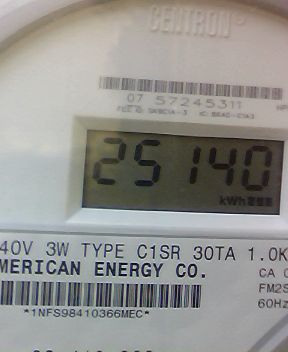 CENTRON
07 57245311
25140
kWh
40V 3W TYPE C1SR 30TA 1.0K
MERICAN ENERGY CO.
CA
FM2S
60Hz
*1NFS98410366MEC*